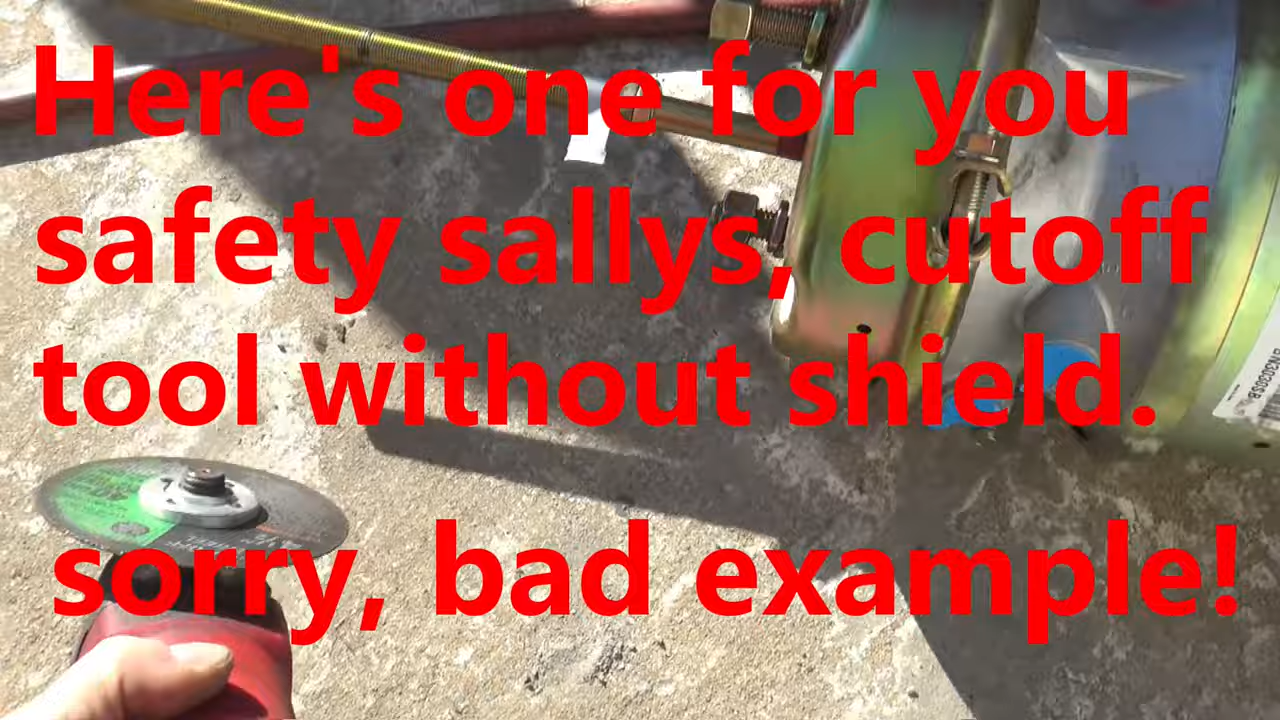 Here's one for you
safety sallys, cutoff
tool without shield.
sorry, bad example!